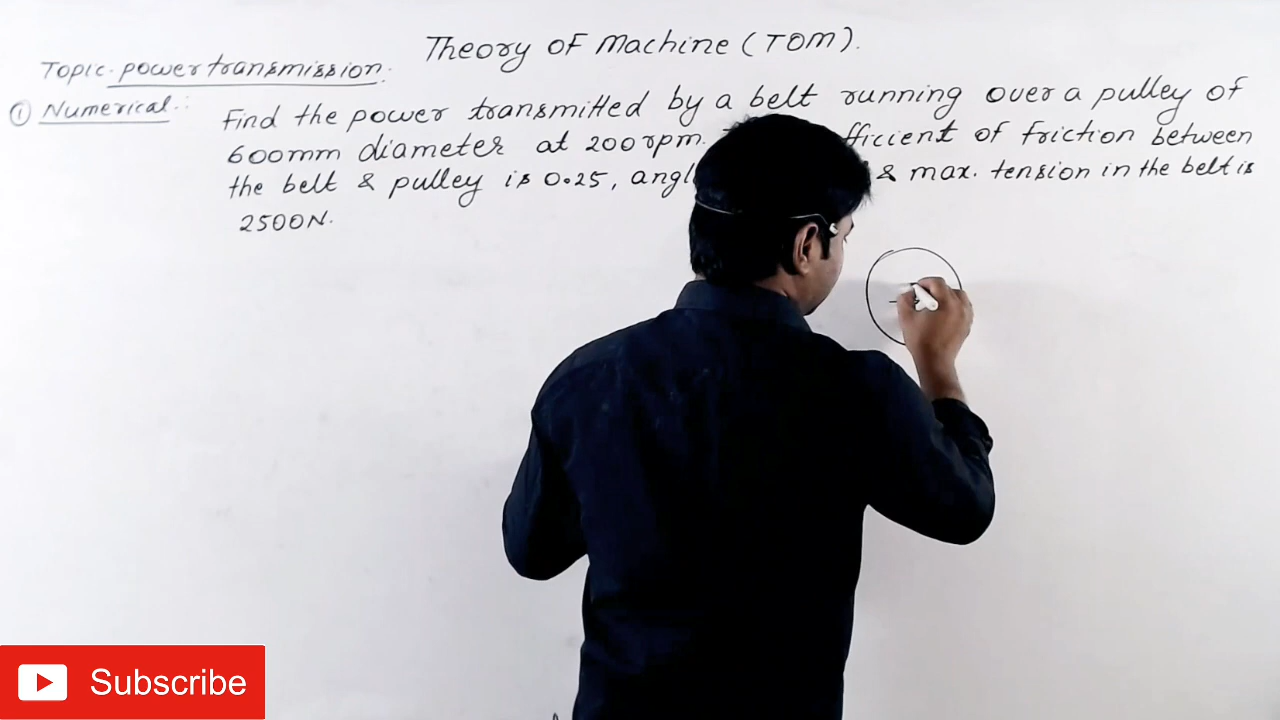 Theory OF Machine (TOM).
Topic. power transmission.
① Numerical:
Find the power transmitted by a belt running over a pulley of
600mm diameter at 200rpm. fficient of friction between
the belt & pulley is 0.25, angl & max. tension in the belt is
2500N.
Subscribe